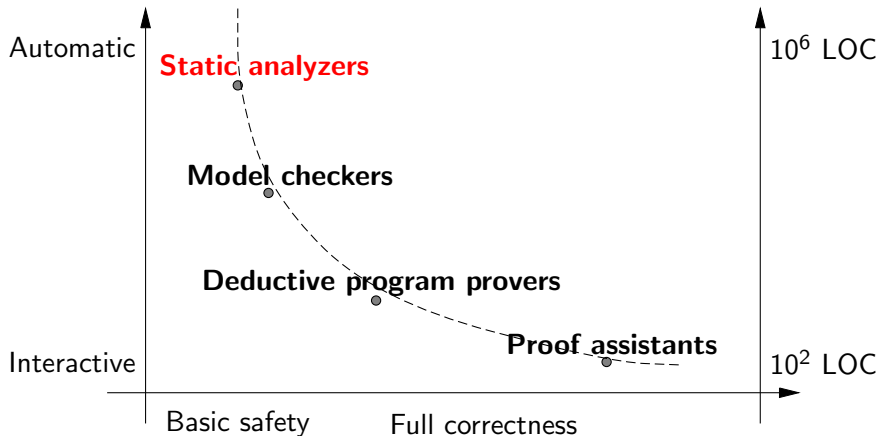 Automatic
10⁶ LOC
Static analyzers
Model checkers
Deductive program provers
Proof assistants
Interactive
10² LOC
Basic safety
Full correctness